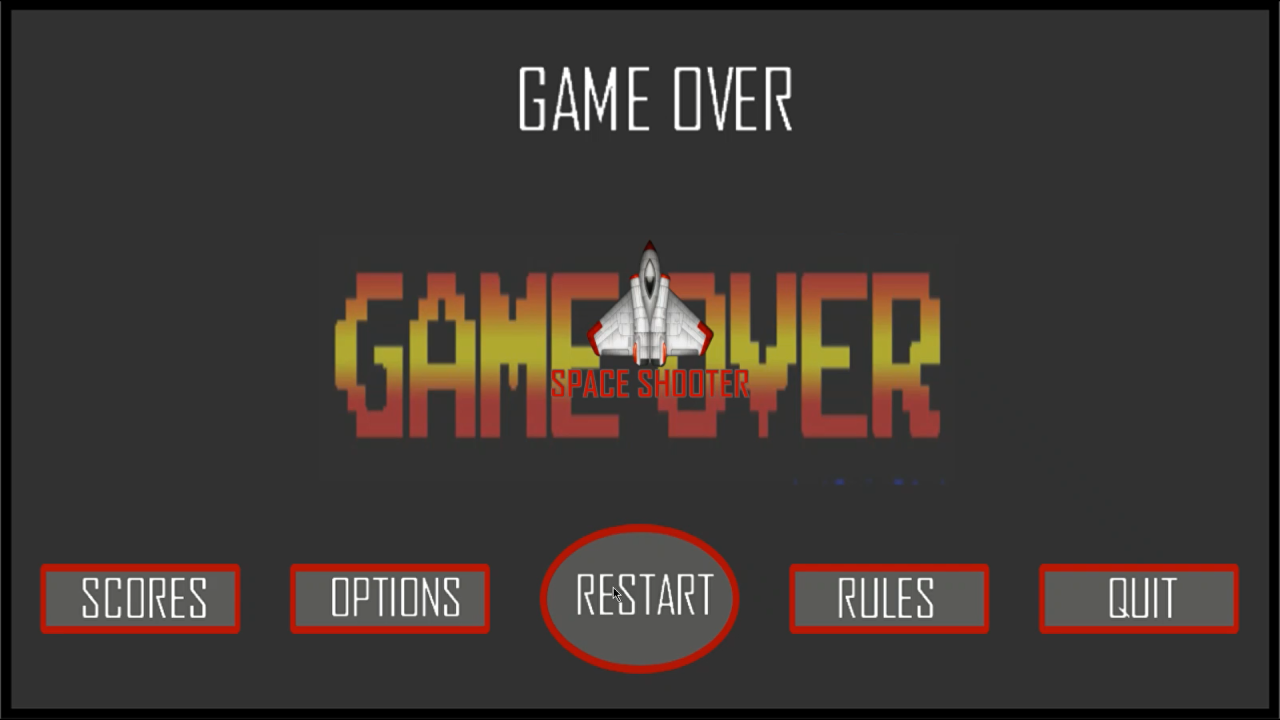 GAME OVER
GAME OVER
SPACE SHOOTER
SCORES
OPTIONS
RESTART
RULES
QUIT